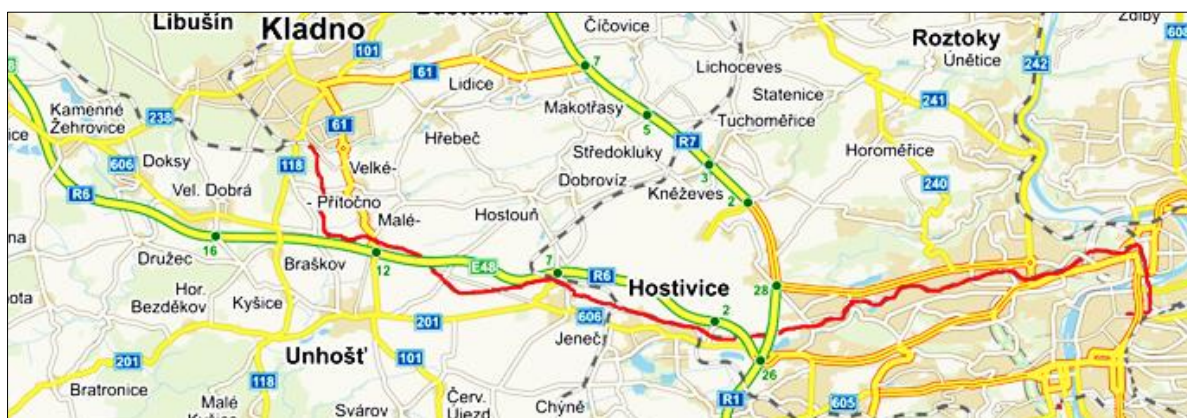 Libušín
Kladno
101
Číčovice
Zdiby
608
Roztoky
Únětice
242
7
61
Lidice
Lichoceves
Kamenné
Žehrovice
238
Makotřasy
Statenice
241
61
Hřebeč
5
Tuchoměřice
606
Doksy
118
Středokluky
R7
Horoměřice
Velké-
3
Vel. Dobrá
Dobrovíz
240
R6
- Přítočno
Kněževes
2
Malé-
Hostouň
16
Družec
Braškov
12
E48
7
R6
Hor.
Bezděkov
Kyšice
Hostivice
28
201
606
2
Jeneč
Unhošť
101
201
26
Bratronice
118
Červ.
Újezd
R1
605
Malé
Svárov
Chýně